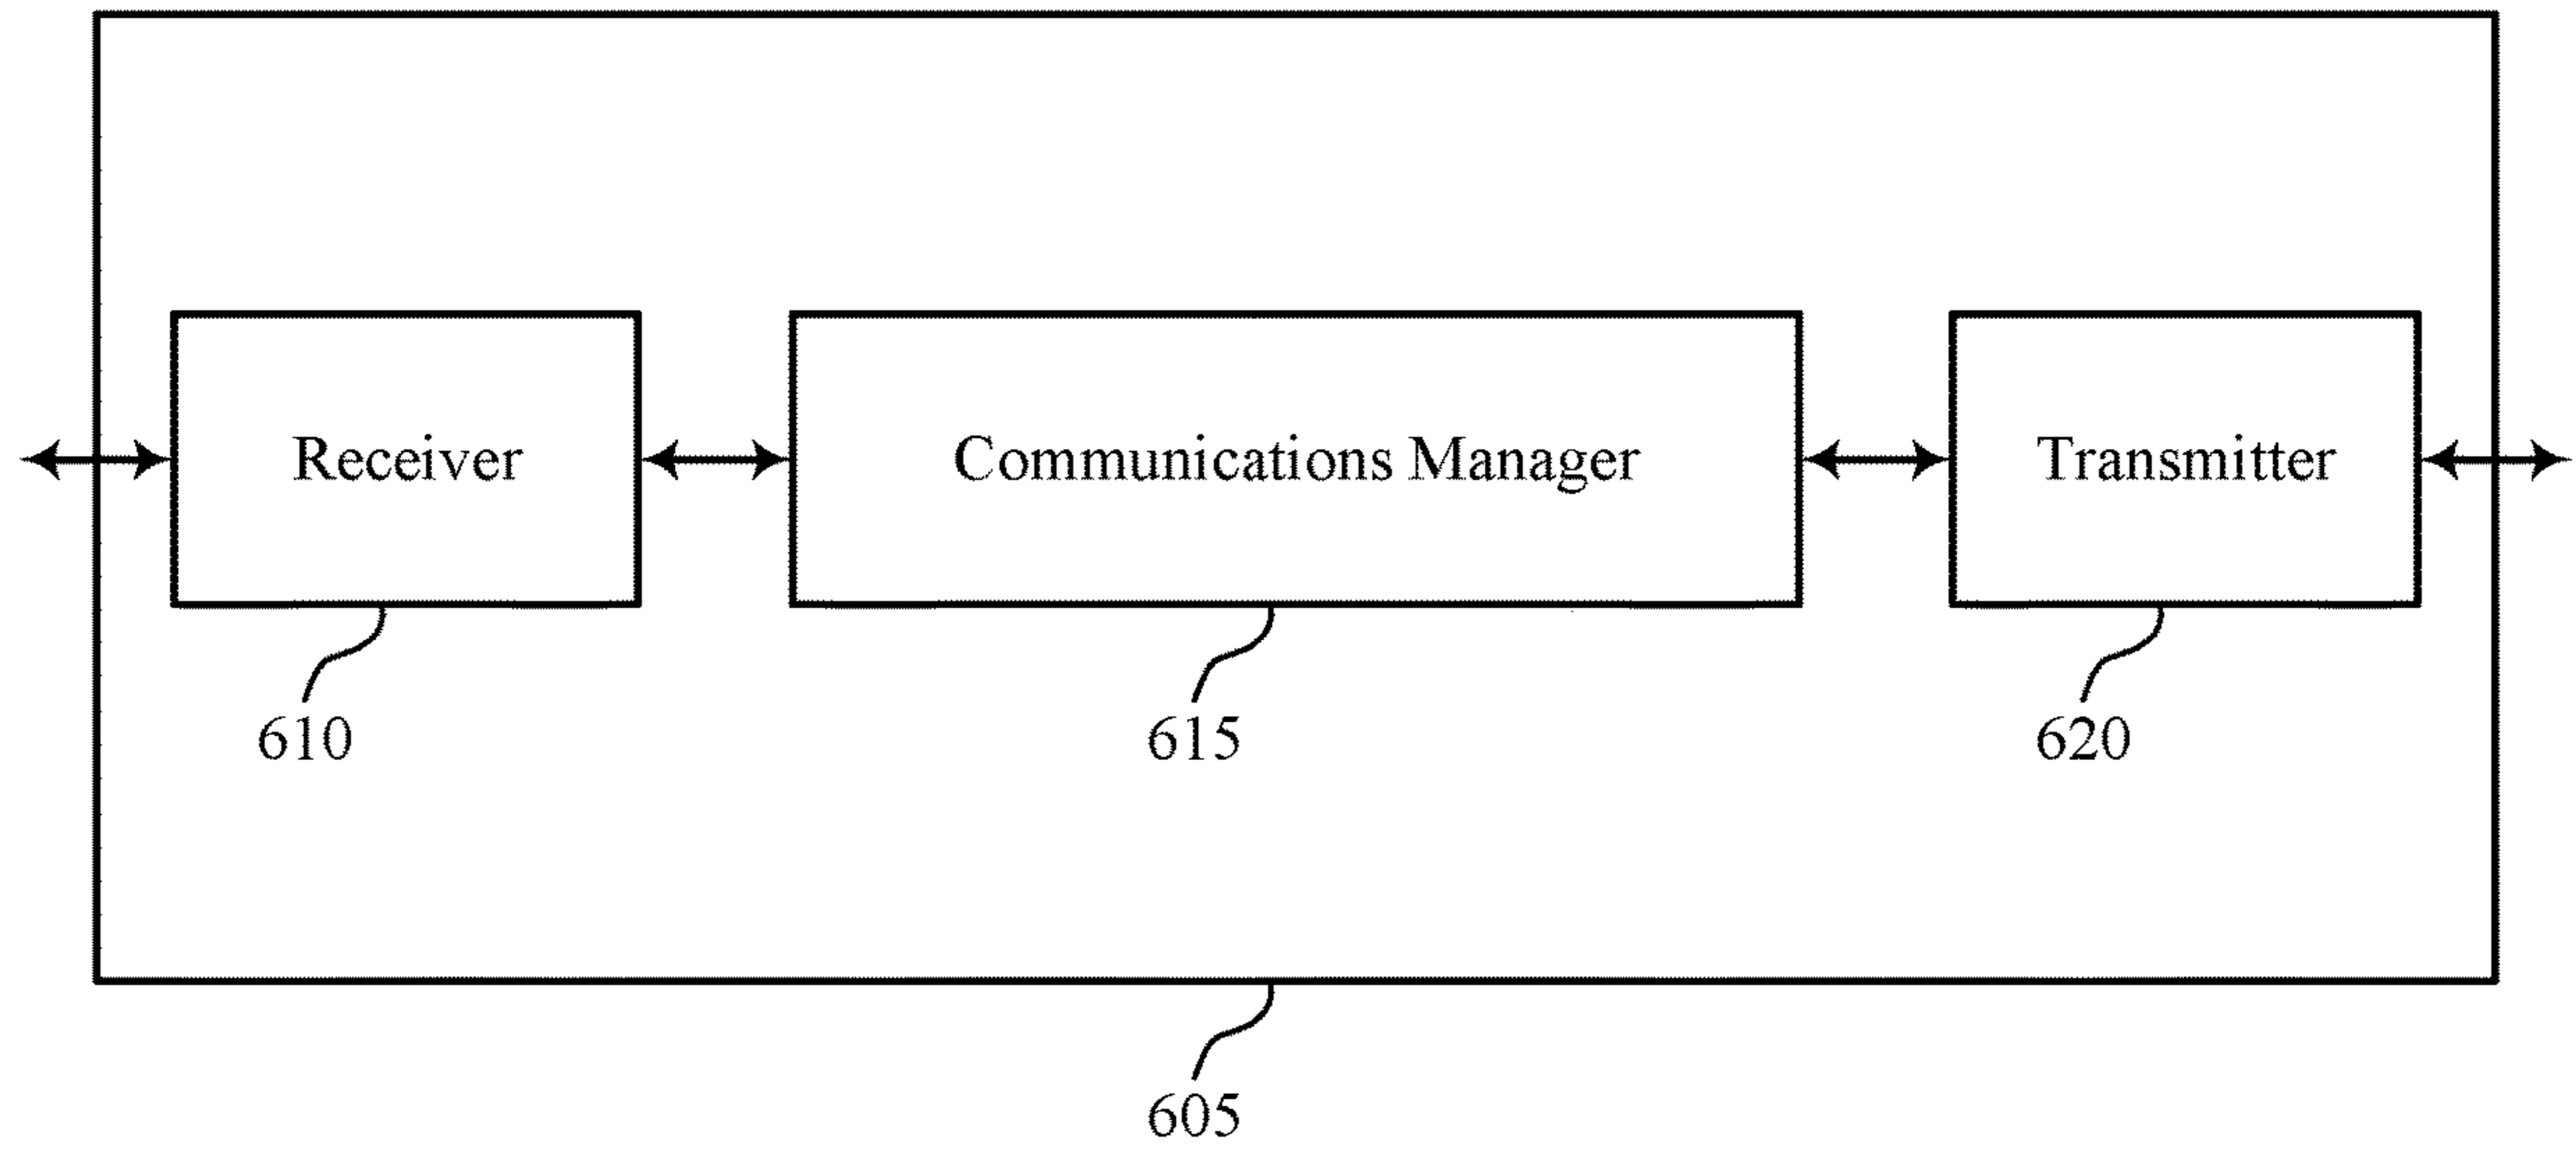 Receiver
Communications Manager
Transmitter
610
615
620
605